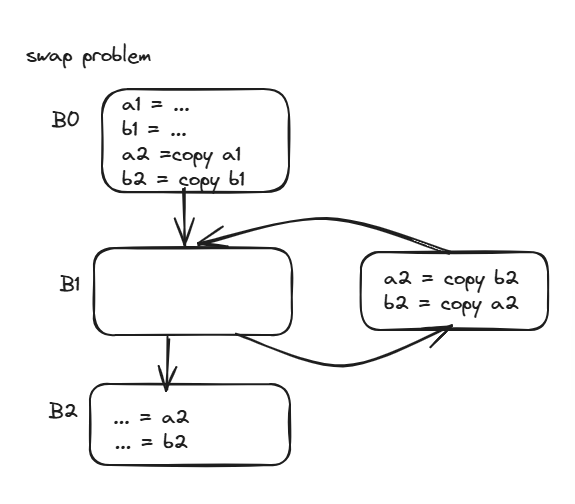 swap problem
B0
a1 = ...
b1 = ...
a2 =copy a1
b2 = copy b1
B1
a2 = copy b2
b2 = copy a2
B2
... = a2
... = b2